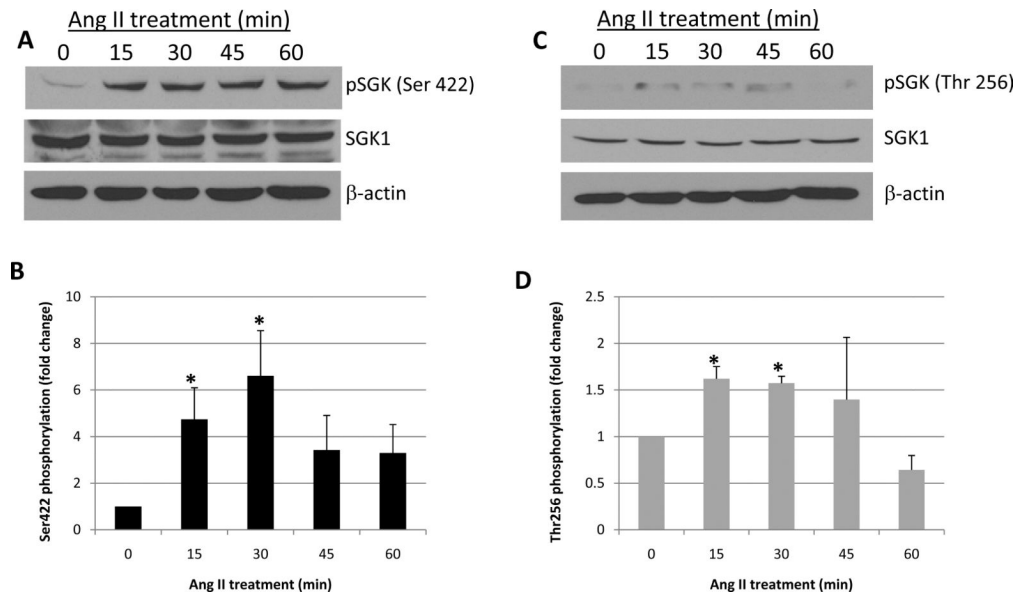 A
Ang II treatment (min)
0 15 30 45 60
pSGK (Ser 422)
SGK1
β-actin
C
Ang II treatment (min)
0 15 30 45 60
pSGK (Thr 256)
SGK1
β-actin
B
Ser422 phosphorylation (fold change)
10
8
6
4
2
0
* *
0 15 30 45 60
Ang II treatment (min)
D
Thr256 phosphorylation (fold change)
2.5
2
1.5
1
0.5
0
* *
0 15 30 45 60
Ang II treatment (min)